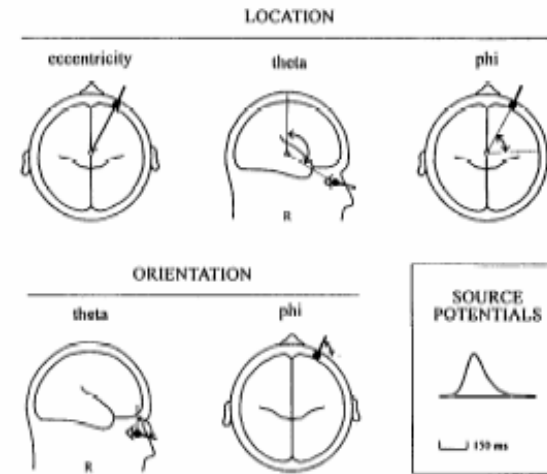 LOCATION
eccentricity theta phi
R
ORIENTATION
theta phi
R
SOURCE
POTENTIALS
150 ms